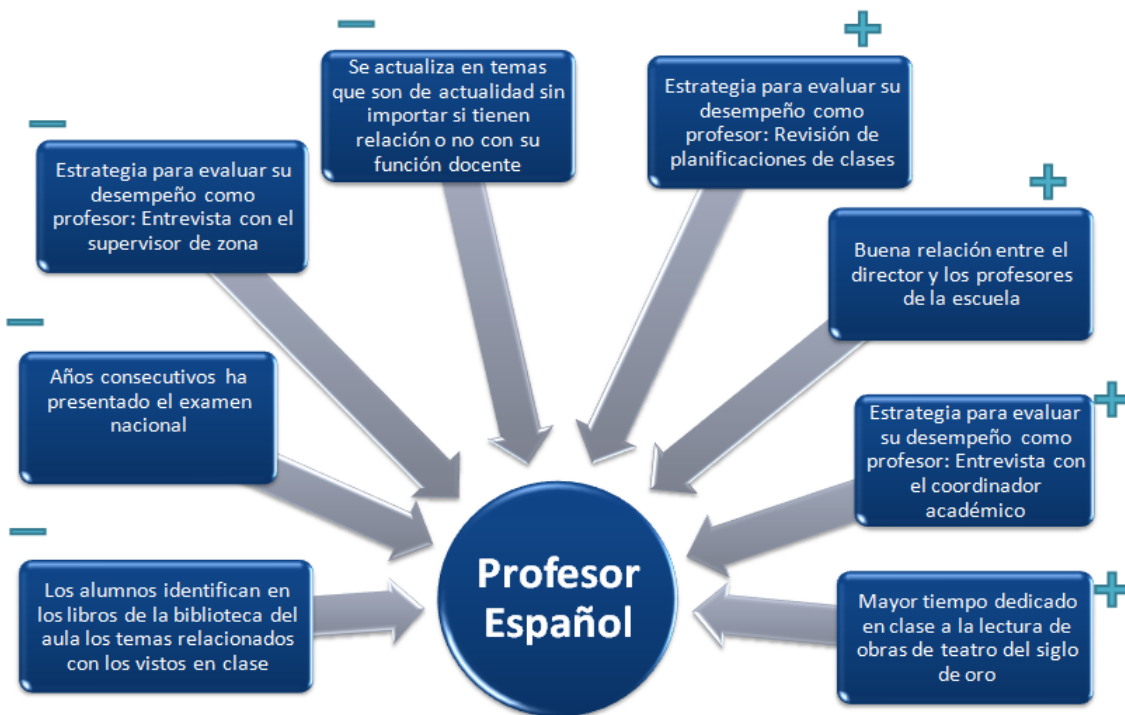 Se actualiza en temas
que son de actualidad sin
importar si tienen
relación o no con su
función docente
Estrategia para evaluar su
desempeño como
profesor: Revisión de
planificaciones de clases
Estrategia para evaluar su
desempeño como
profesor: Entrevista con el
supervisor de zona
Buena relación entre el
director y los profesores
de la escuela
Años consecutivos ha
presentado el examen
nacional
Estrategia para evaluar
su desempeño como
profesor: Entrevista con
el coordinador
académico
Los alumnos identifican en
los libros de la biblioteca del
aula los temas relacionados
con los vistos en clase
Profesor
Español
Mayor tiempo dedicado
en clase a la lectura de
obras de teatro del siglo
de oro